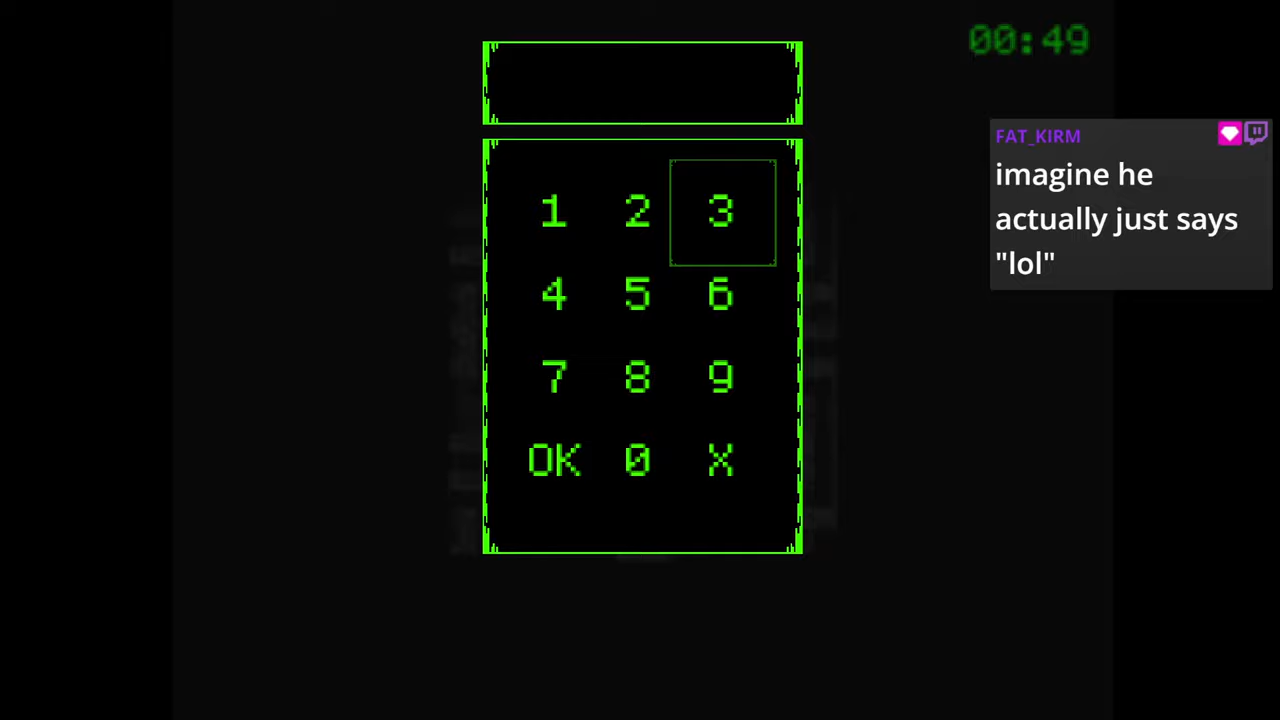 00:49
FAT_KIRM
imagine he
actually just says
"lol"
1 2 3
4 5 6
7 8 9
OK 0 X